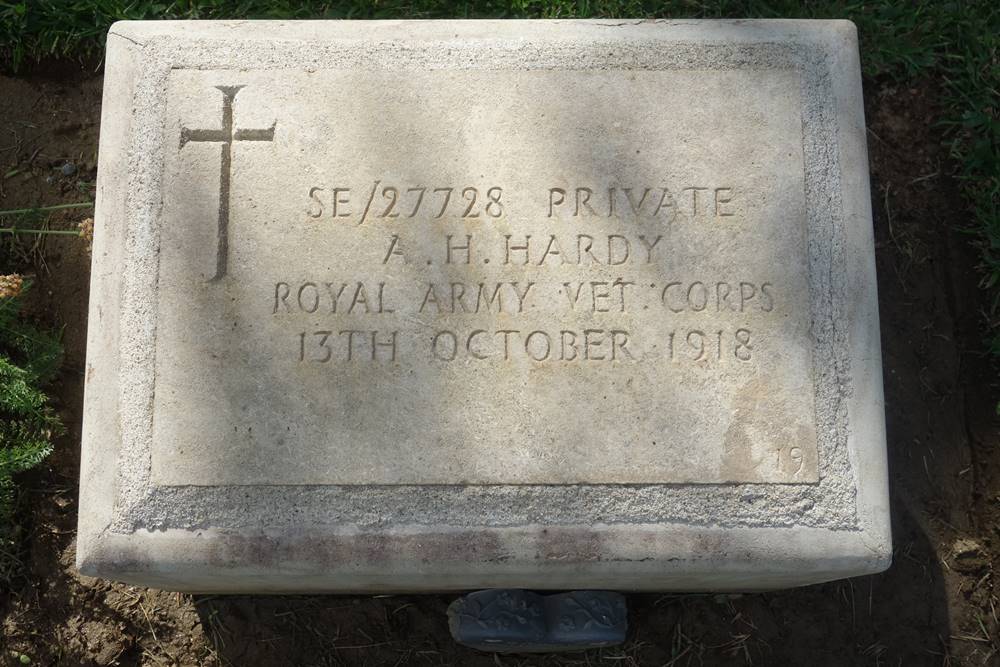 SE/27728 PRIVATE
A.H.HARDY
ROYAL ARMY VET. CORPS
13TH OCTOBER 1918
19